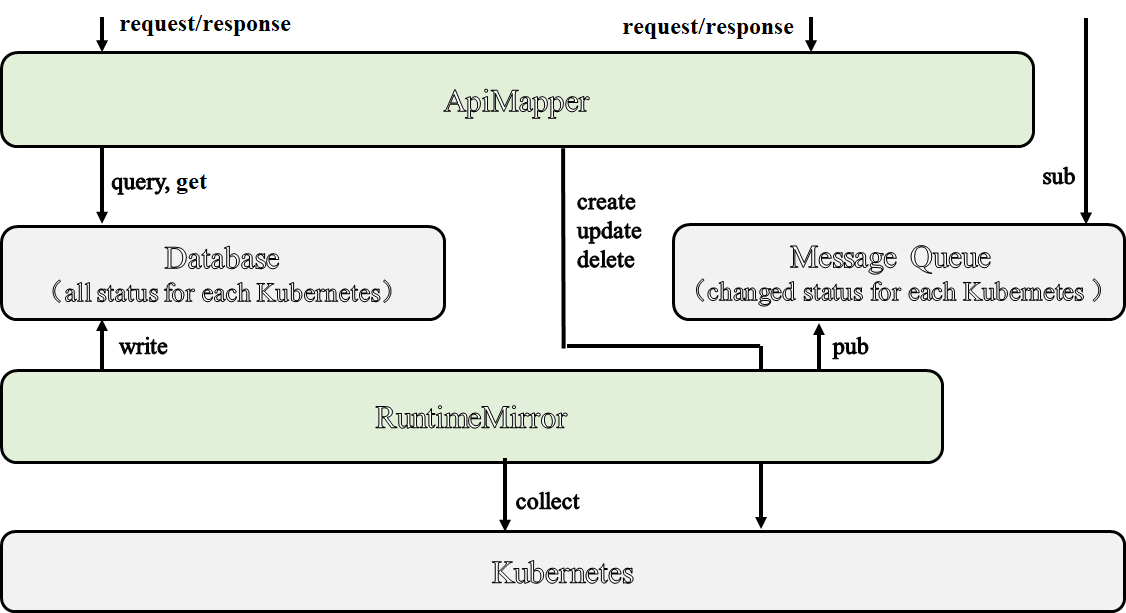 request/response
request/response
ApiMapper
query, get
create
update
delete
sub
Database
（all status for each Kubernetes）
Message Queue
（changed status for each Kubernetes ）
write
pub
RuntimeMirror
collect
Kubernetes